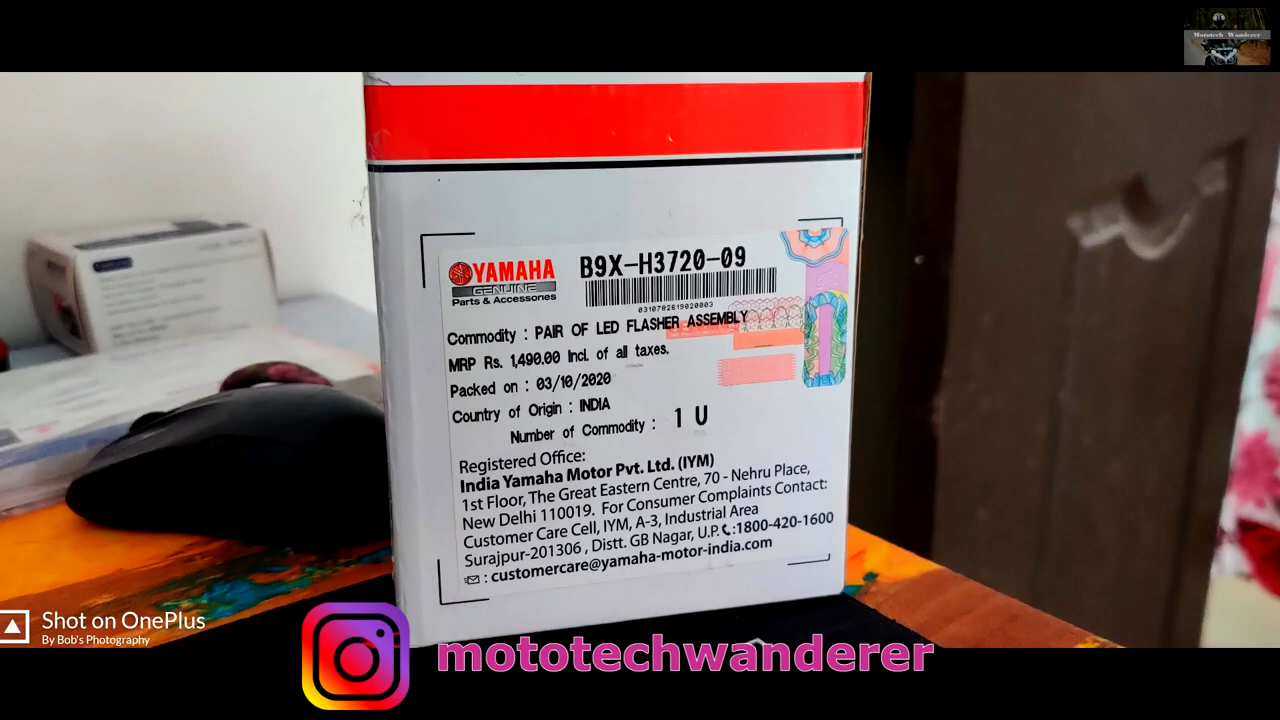 Mototech Wanderer
YAMAHA
GENUINE
Parts & Accessories
B9X-H3720-09
0310702619020003
Commodity : PAIR OF LED FLASHER ASSEMBLY
MRP Rs. 1,490.00 Incl. of all taxes.
Packed on : 03/10/2020
Country of Origin : INDIA
Number of Commodity : 1 U
Registered Office:
India Yamaha Motor Pvt. Ltd. (IYM)
1st Floor, The Great Eastern Centre, 70 - Nehru Place,
New Delhi 110019. For Consumer Complaints Contact:
Customer Care Cell, IYM, A-3, Industrial Area
Surajpur-201306 , Distt. GB Nagar, U.P. :1800-420-1600
: customercare@yamaha-motor-india.com
Shot on OnePlus
By Bob's Photography
mototechwanderer